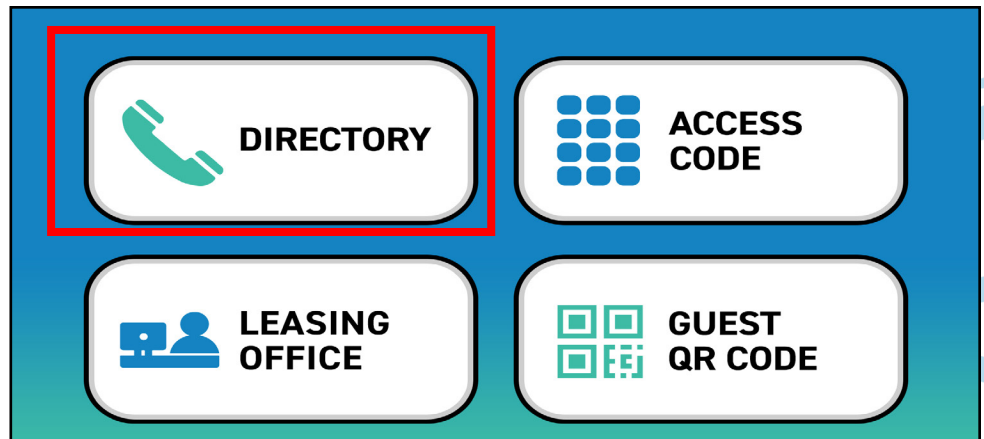 DIRECTORY
ACCESS
CODE
LEASING
OFFICE
GUEST
QR CODE